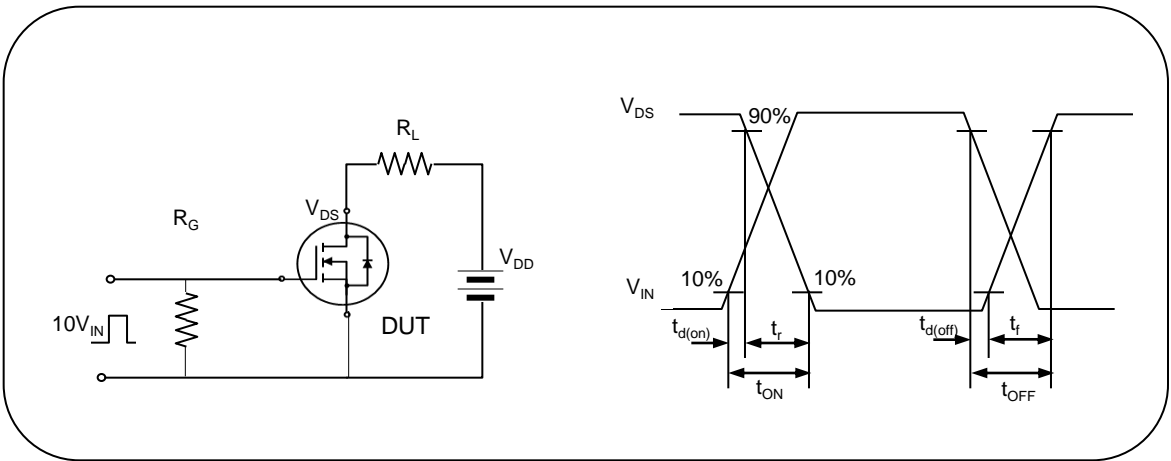 R_L
R_G
V_DS
V_DD
10V_IN
DUT
V_DS
90%
V_IN
10%
10%
t_d(on)
t_r
t_d(off)
t_f
t_ON
t_OFF